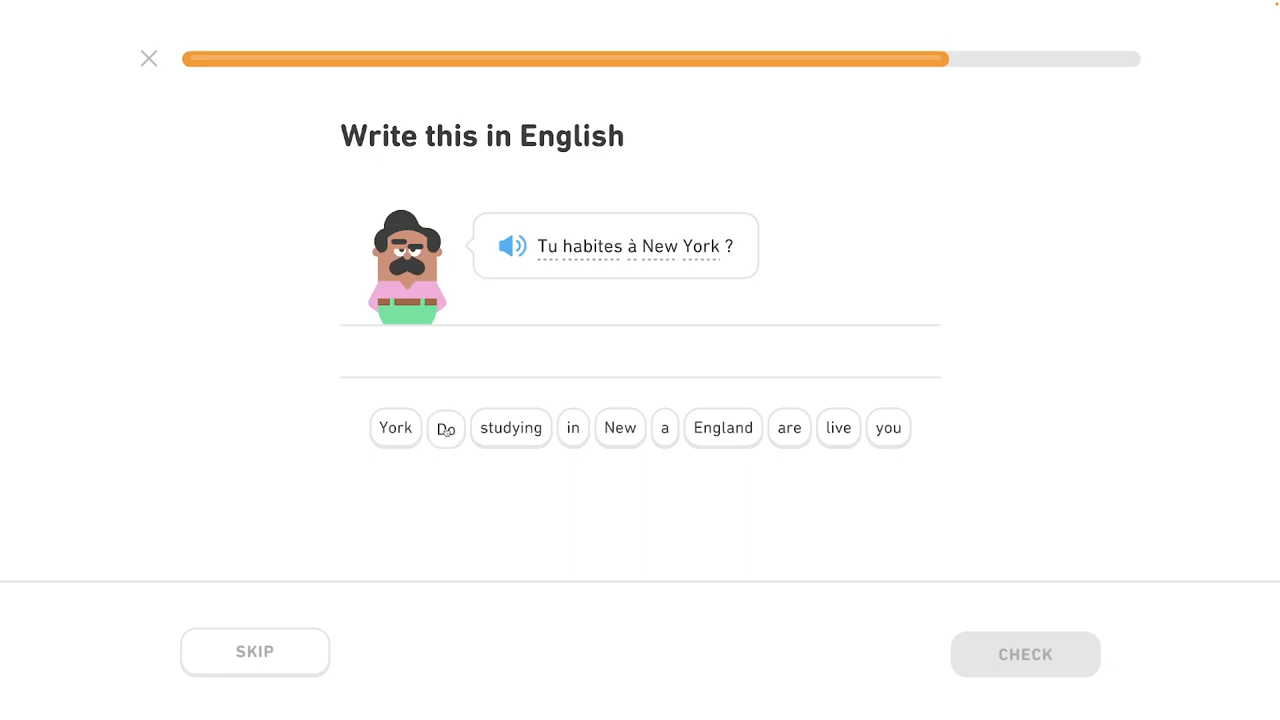 Write this in English
Tu habites à New York ?
York Do studying in New a England are live you
SKIP CHECK